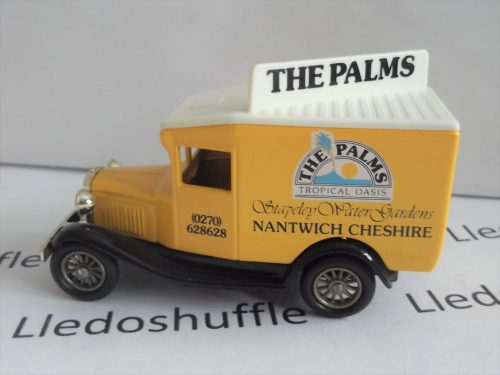 THE PALMS
THE PALMS
TROPICAL OASIS
Stapeley Water Gardens
NANTWICH CHESHIRE
(0270)
628628
Lledoshuffle
Lledoshuffle